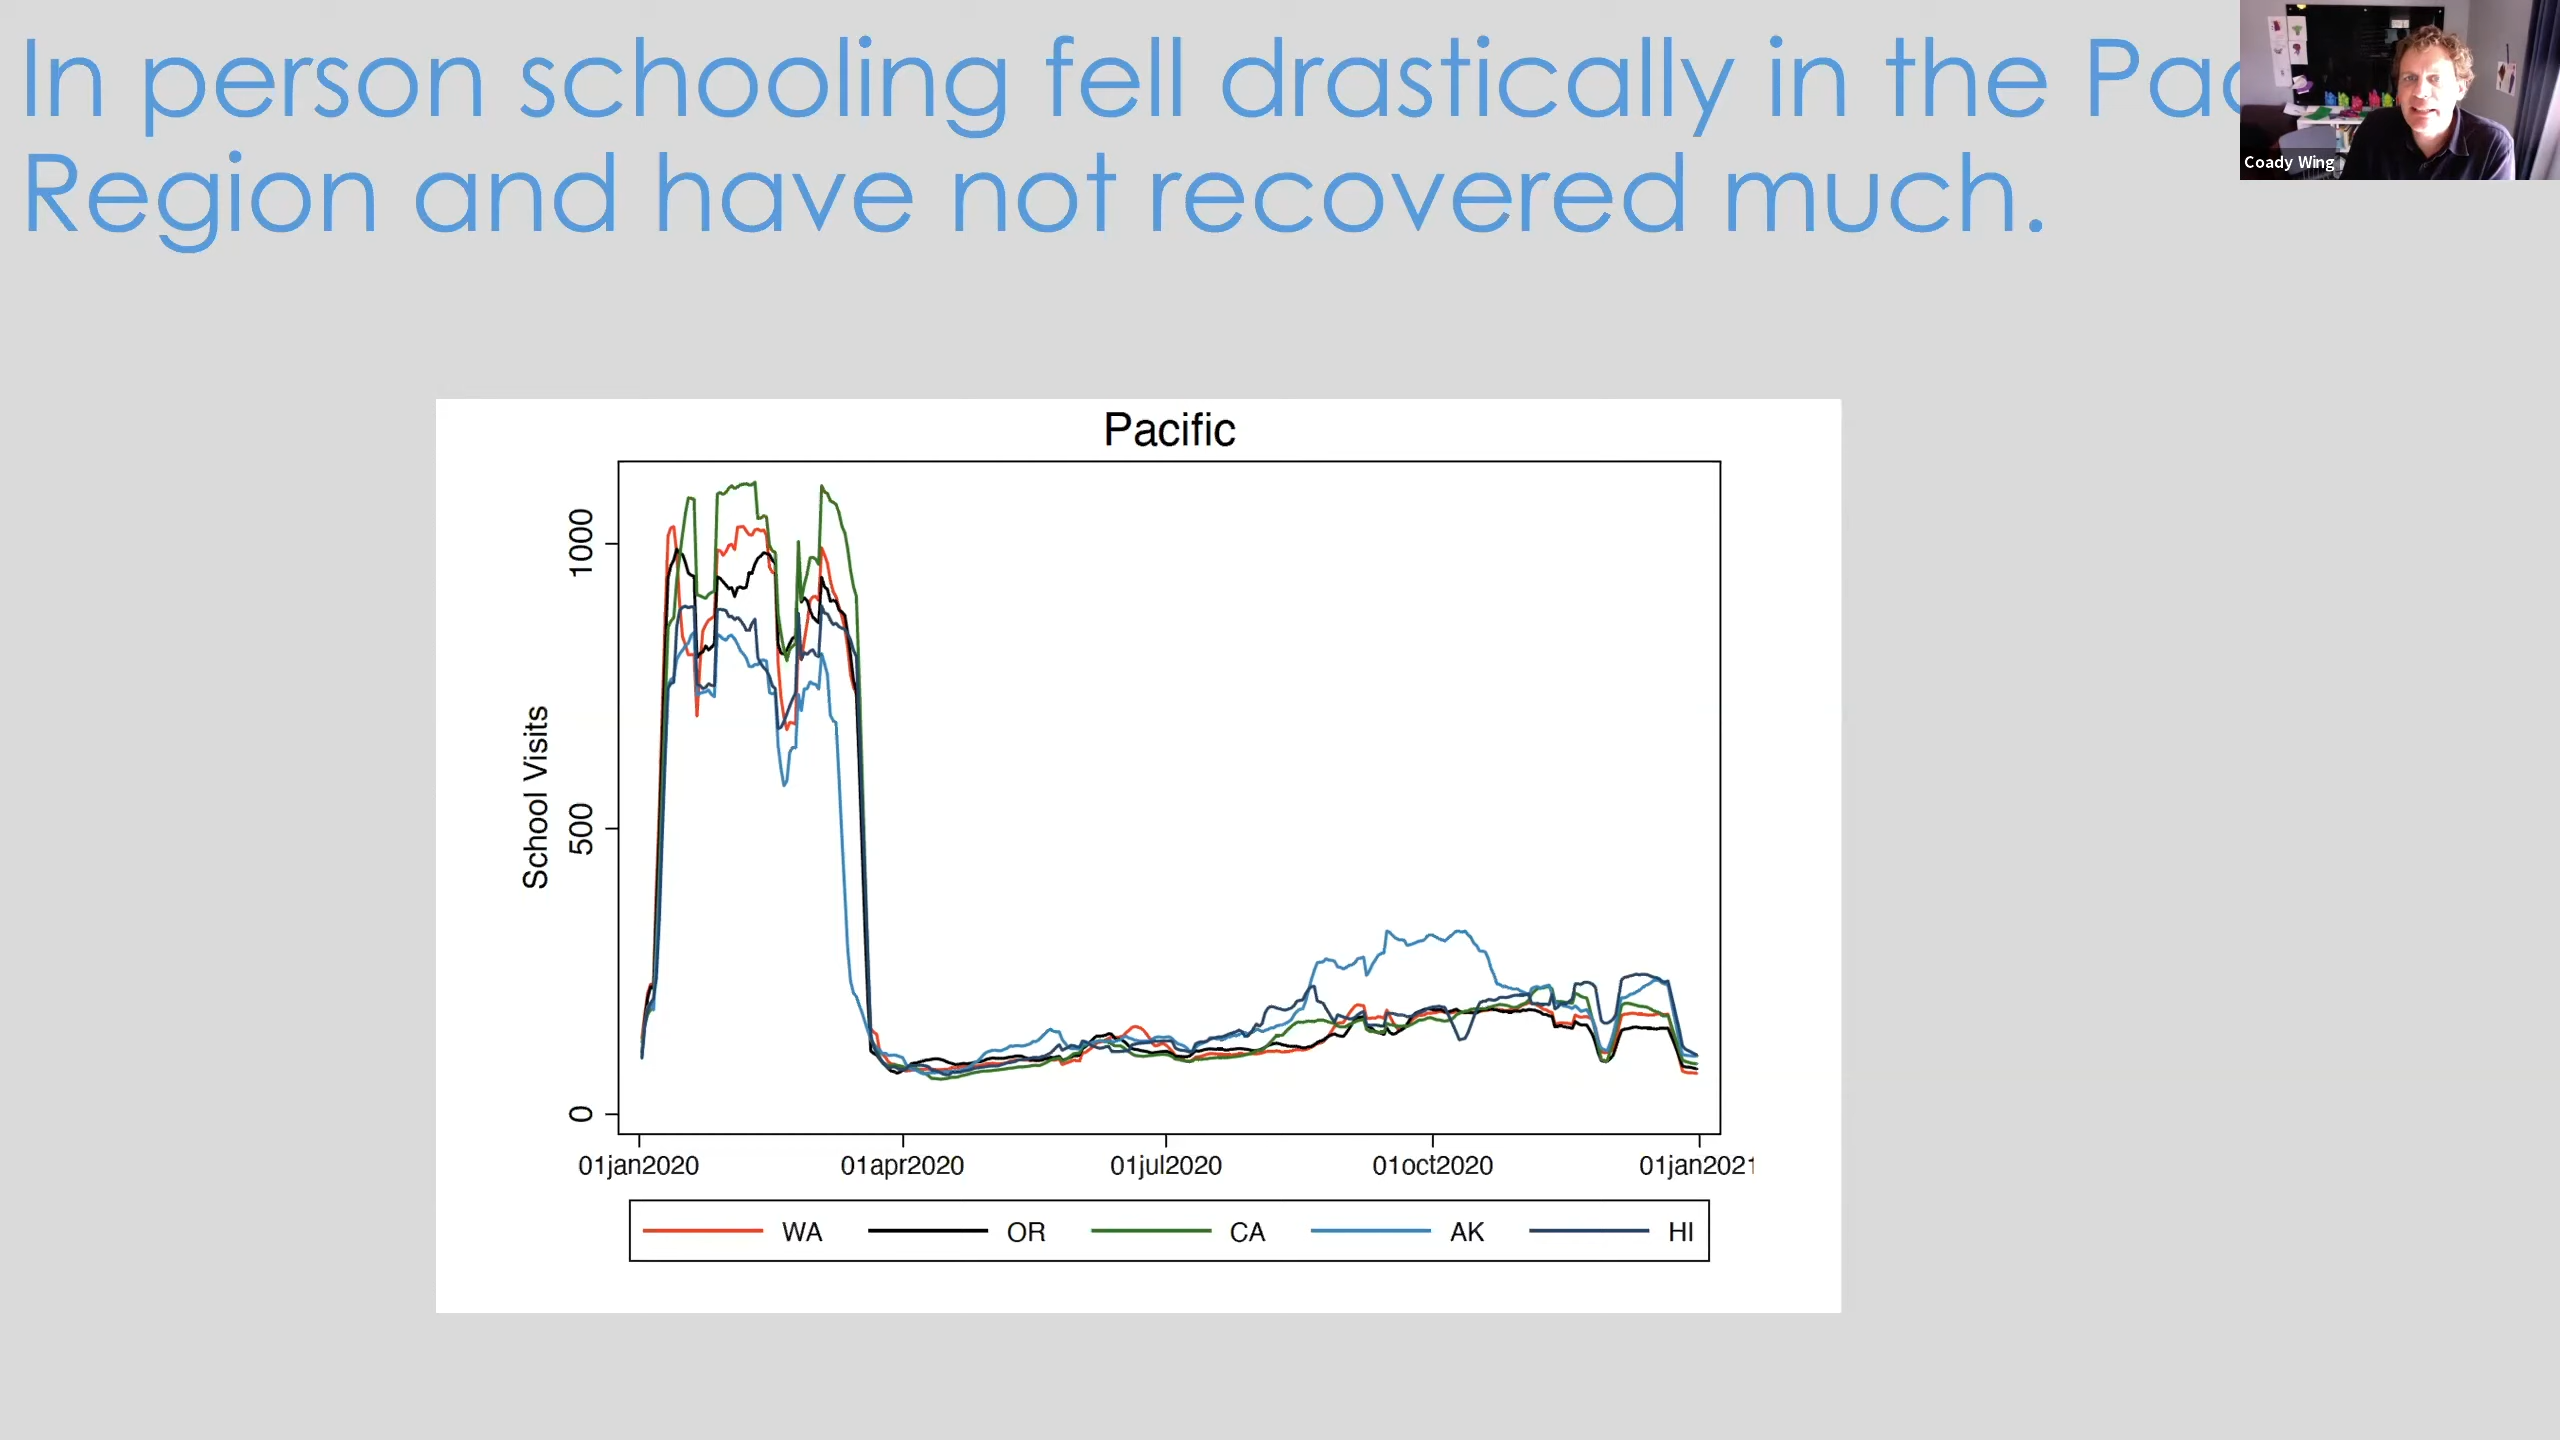 In person schooling fell drastically in the
Region and have not recovered much.
Coady Wing
Pacific
School Visits
1000
500
0
01jan2020 01apr2020 01jul2020 01oct2020 01jan2021
WA OR CA AK HI